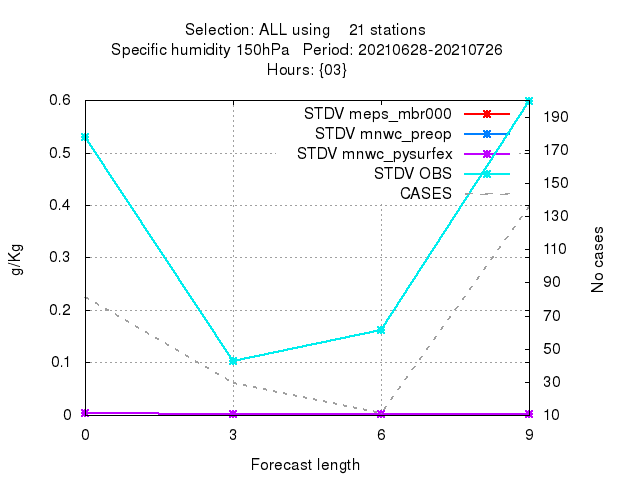 Selection: ALL using    21 stations
Specific humidity 150hPa   Period: 20210628-20210726
Hours: {03}
STDV meps_mbr000
STDV mnwc_preop
STDV mnwc_pysurfex
STDV OBS
CASES
g/Kg
0.6
0.5
0.4
0.3
0.2
0.1
0
190
170
150
130
110
90
70
50
30
10
No cases
0 3 6 9
Forecast length